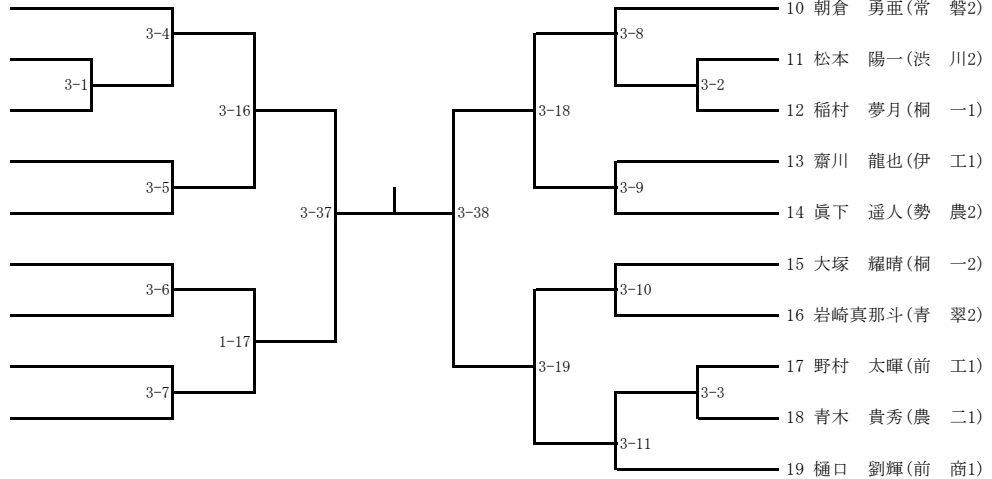 10 朝倉　勇亜(常　磐2)
3-4
3-8
11 松本　陽一(渋　川2)
3-1
3-2
3-16
3-18
12 稲村　夢月(桐　一1)
13 齋川　龍也(伊　工1)
3-5
3-9
3-37
3-38
14 眞下　遥人(勢　農2)
15 大塚　耀晴(桐　一2)
3-6
3-10
16 岩崎真那斗(青　翠2)
1-17
3-19
17 野村　太暉(前　工1)
3-7
3-3
18 青木　貴秀(農　二1)
3-11
19 樋口　劉輝(前　商1)